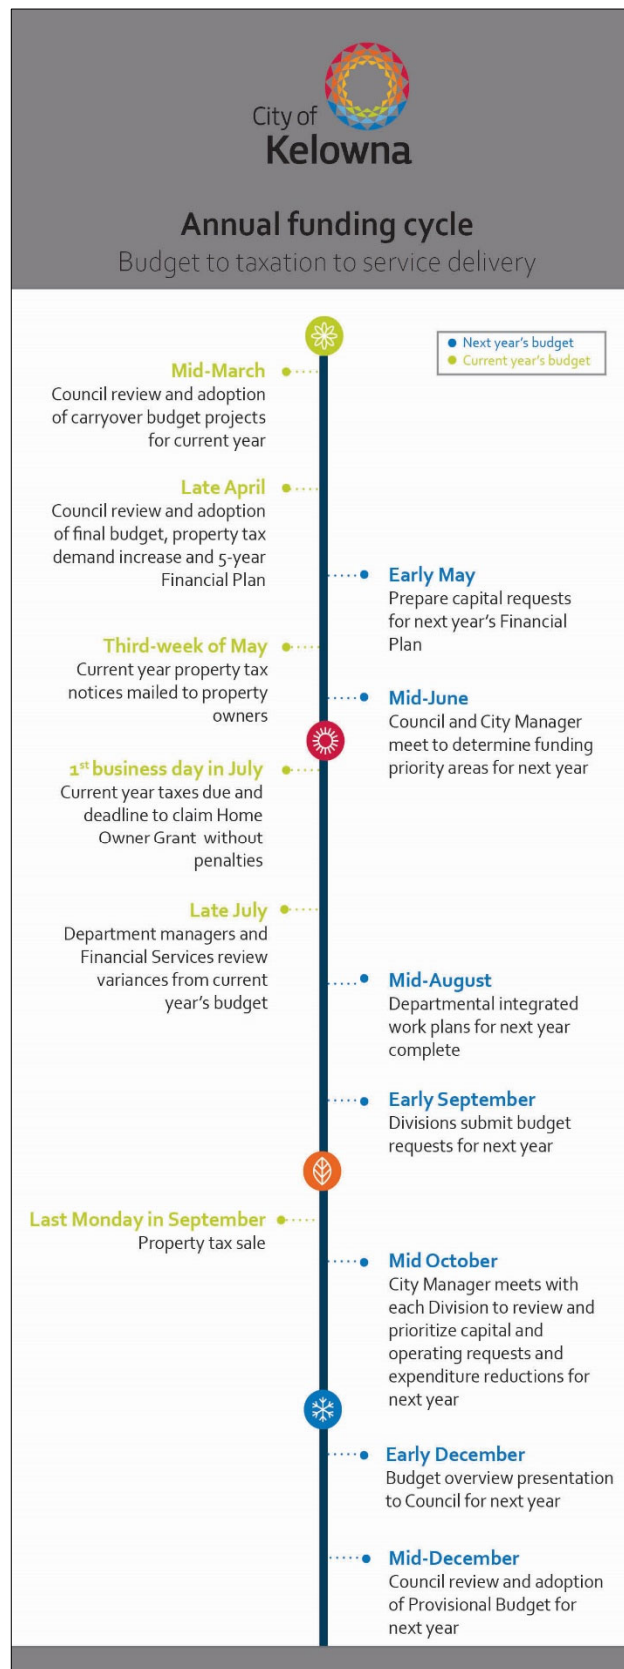 City of
Kelowna
Annual funding cycle
Budget to taxation to service delivery
Next year's budget
Current year's budget
Mid-March
Council review and adoption
of carryover budget projects
for current year
Late April
Council review and adoption
of final budget, property tax
demand increase and 5-year
Financial Plan
Early May
Prepare capital requests
for next year's Financial
Plan
Third-week of May
Current year property tax
notices mailed to property
owners
Mid-June
Council and City Manager
meet to determine funding
priority areas for next year
1st business day in July
Current year taxes due and
deadline to claim Home
Owner Grant without
penalties
Late July
Department managers and
Financial Services review
variances from current
year's budget
Mid-August
Departmental integrated
work plans for next year
complete
Early September
Divisions submit budget
requests for next year
Last Monday in September
Property tax sale
Mid October
City Manager meets with
each Division to review and
prioritize capital and
operating requests and
expenditure reductions for
next year
Early December
Budget overview presentation
to Council for next year
Mid-December
Council review and adoption
of Provisional Budget for
next year